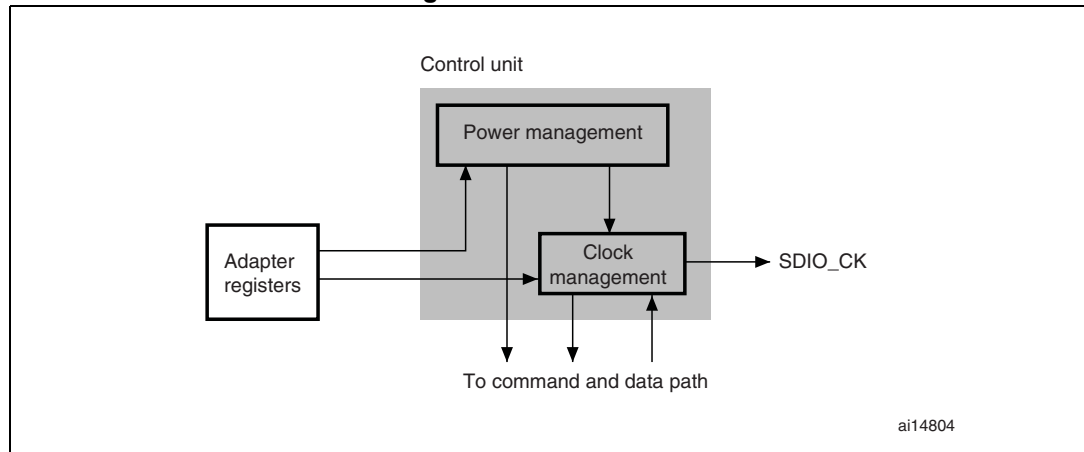 Control unit
Power management
Adapter
registers
Clock
management
SDIO_CK
To command and data path
ai14804